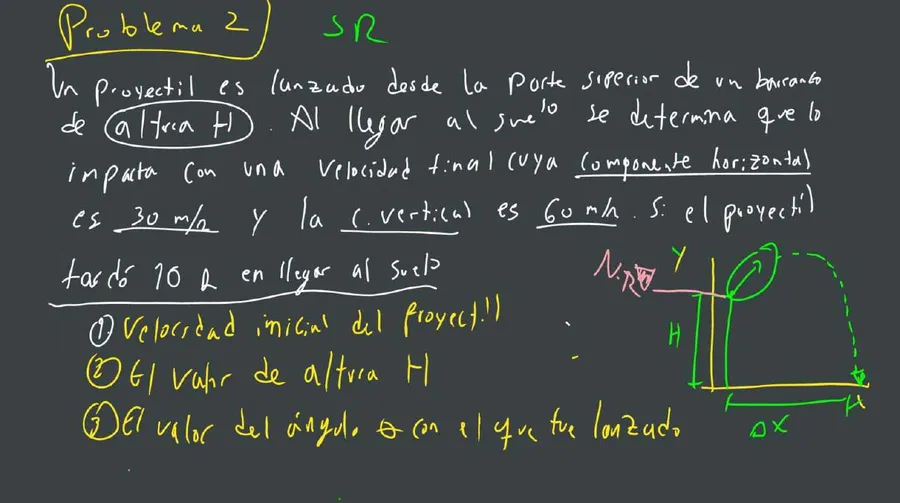 Problema 2
SR
Un proyectil es lanzado desde la parte superior de un barranco
de altura H. Al llegar al suelo se determina que lo
impacta con una velocidad final cuya componente horizontal
es 30 m/s y la c. vertical es 60 m/s. Si el proyectil
tardó 10 s en llegar al suelo
① Velocidad inicial del proyectil
② El valor de altura H
③ El valor del ángulo θ con el que fue lanzado
N.R
Y
H
X
ΔX